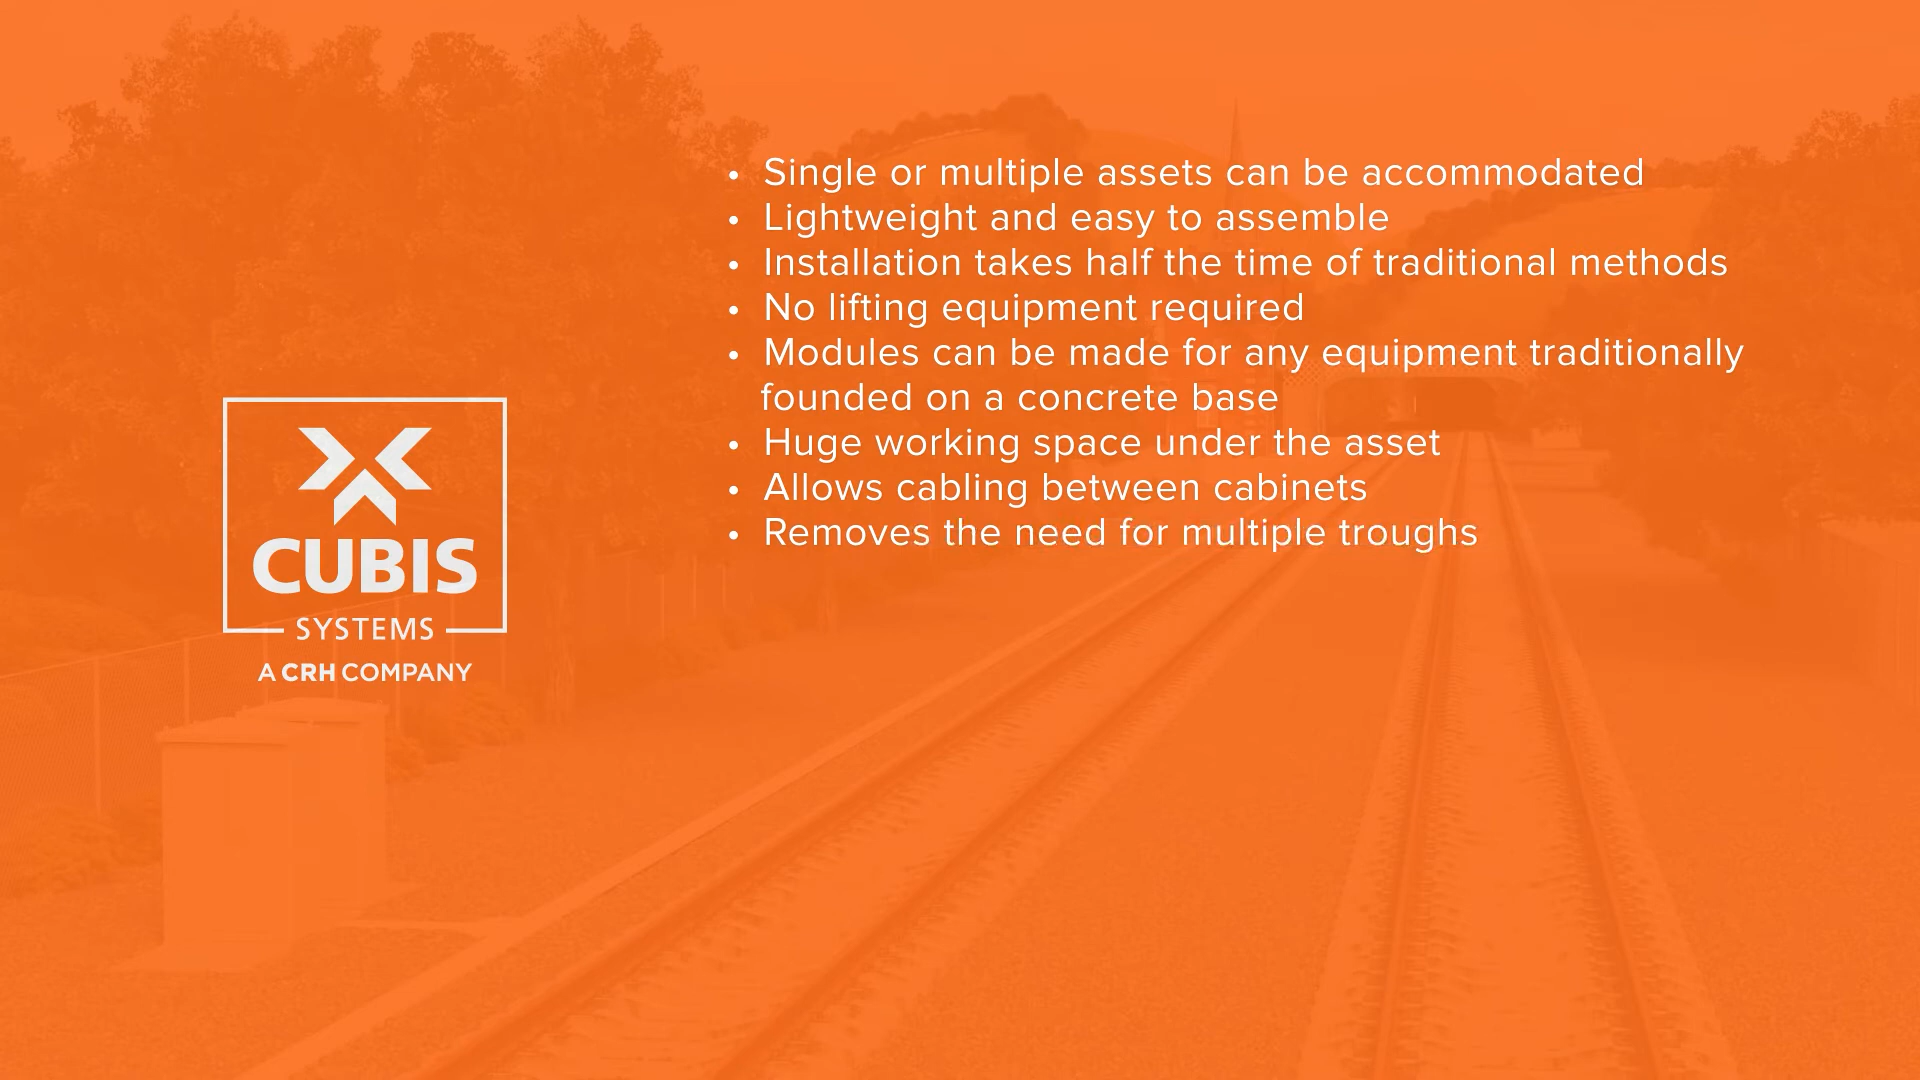 • Single or multiple assets can be accommodated
• Lightweight and easy to assemble
• Installation takes half the time of traditional methods
• No lifting equipment required
• Modules can be made for any equipment traditionally
founded on a concrete base
• Huge working space under the asset
• Allows cabling between cabinets
• Removes the need for multiple troughs
CUBIS
SYSTEMS
A CRH COMPANY